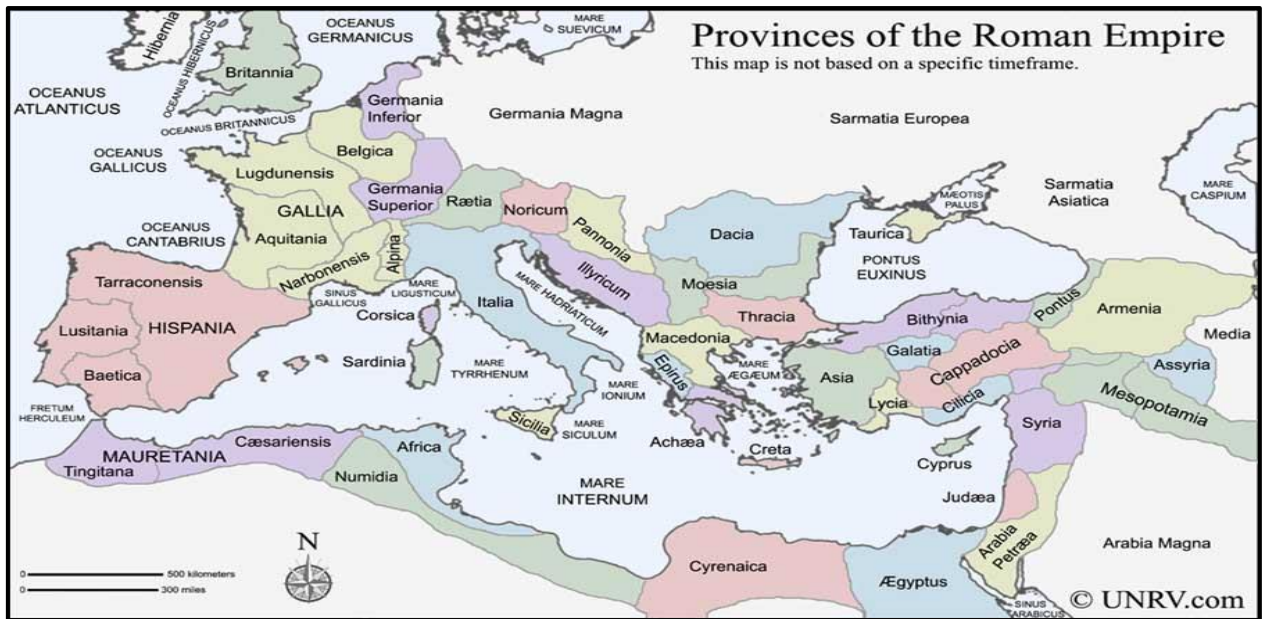 Provinces of the Roman Empire
This map is not based on a specific timeframe.
Hibernia
OCEANUS HIBERNICUS
OCEANUS
GERMANICUS
MARE
SUEVICUM
Britannia
OCEANUS
ATLANTICUS
OCEANUS BRITANNICUS
Germania
Inferior
Germania Magna
Sarmatia Europea
OCEANUS
GALLICUS
Belgica
Lugdunensis
Germania
Superior
Rætia
Noricum
Pannonia
Dacia
MÆOTIS
PALUS
Sarmatia
Asiatica
MARE
CASPIUM
GALLIA
OCEANUS
CANTABRIUS
Aquitania
Alpina
Narbonensis
Taurica
PONTUS
EUXINUS
Tarraconensis
SINUS
GALLICUS
MARE
LIGUSTICUM
Italia
MARE HADRIATICUM
Illyricum
Moesia
Pontus
Armenia
Lusitania
HISPANIA
Corsica
Thracia
Bithynia
Media
Baetica
Sardinia
MARE
TYRRHENUM
Macedonia
Epirus
MARE
ÆGÆUM
Asia
Galatia
Cappadocia
Assyria
MARE
IONIUM
Lycia
Cilicia
Mesopotamia
FRETUM
HERCULEUM
Sicilia
MARE
SICULUM
Achæa
Creta
Cyprus
Syria
MAURETANIA
Tingitana
Cæsariensis
Numidia
Africa
MARE
INTERNUM
Judæa
Arabia
Petræa
Arabia Magna
Cyrenaica
Ægyptus
SINUS
ARABICUS
N
0 500 kilometers
0 300 miles
© UNRV.com